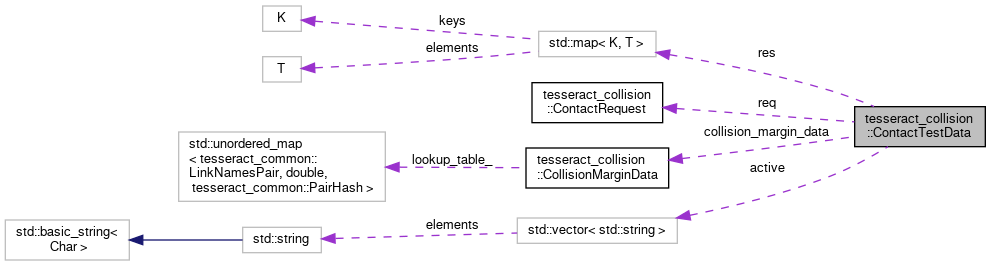 K
keys
std::map< K, T >
elements
res
T
tesseract_collision
::ContactRequest
req
tesseract_collision
::ContactTestData
collision_margin_data
std::unordered_map
< tesseract_common::
LinkNamesPair, double,
tesseract_common::PairHash >
lookup_table_
tesseract_collision
::CollisionMarginData
active
std::basic_string<
Char >
std::string
elements
std::vector< std::string >